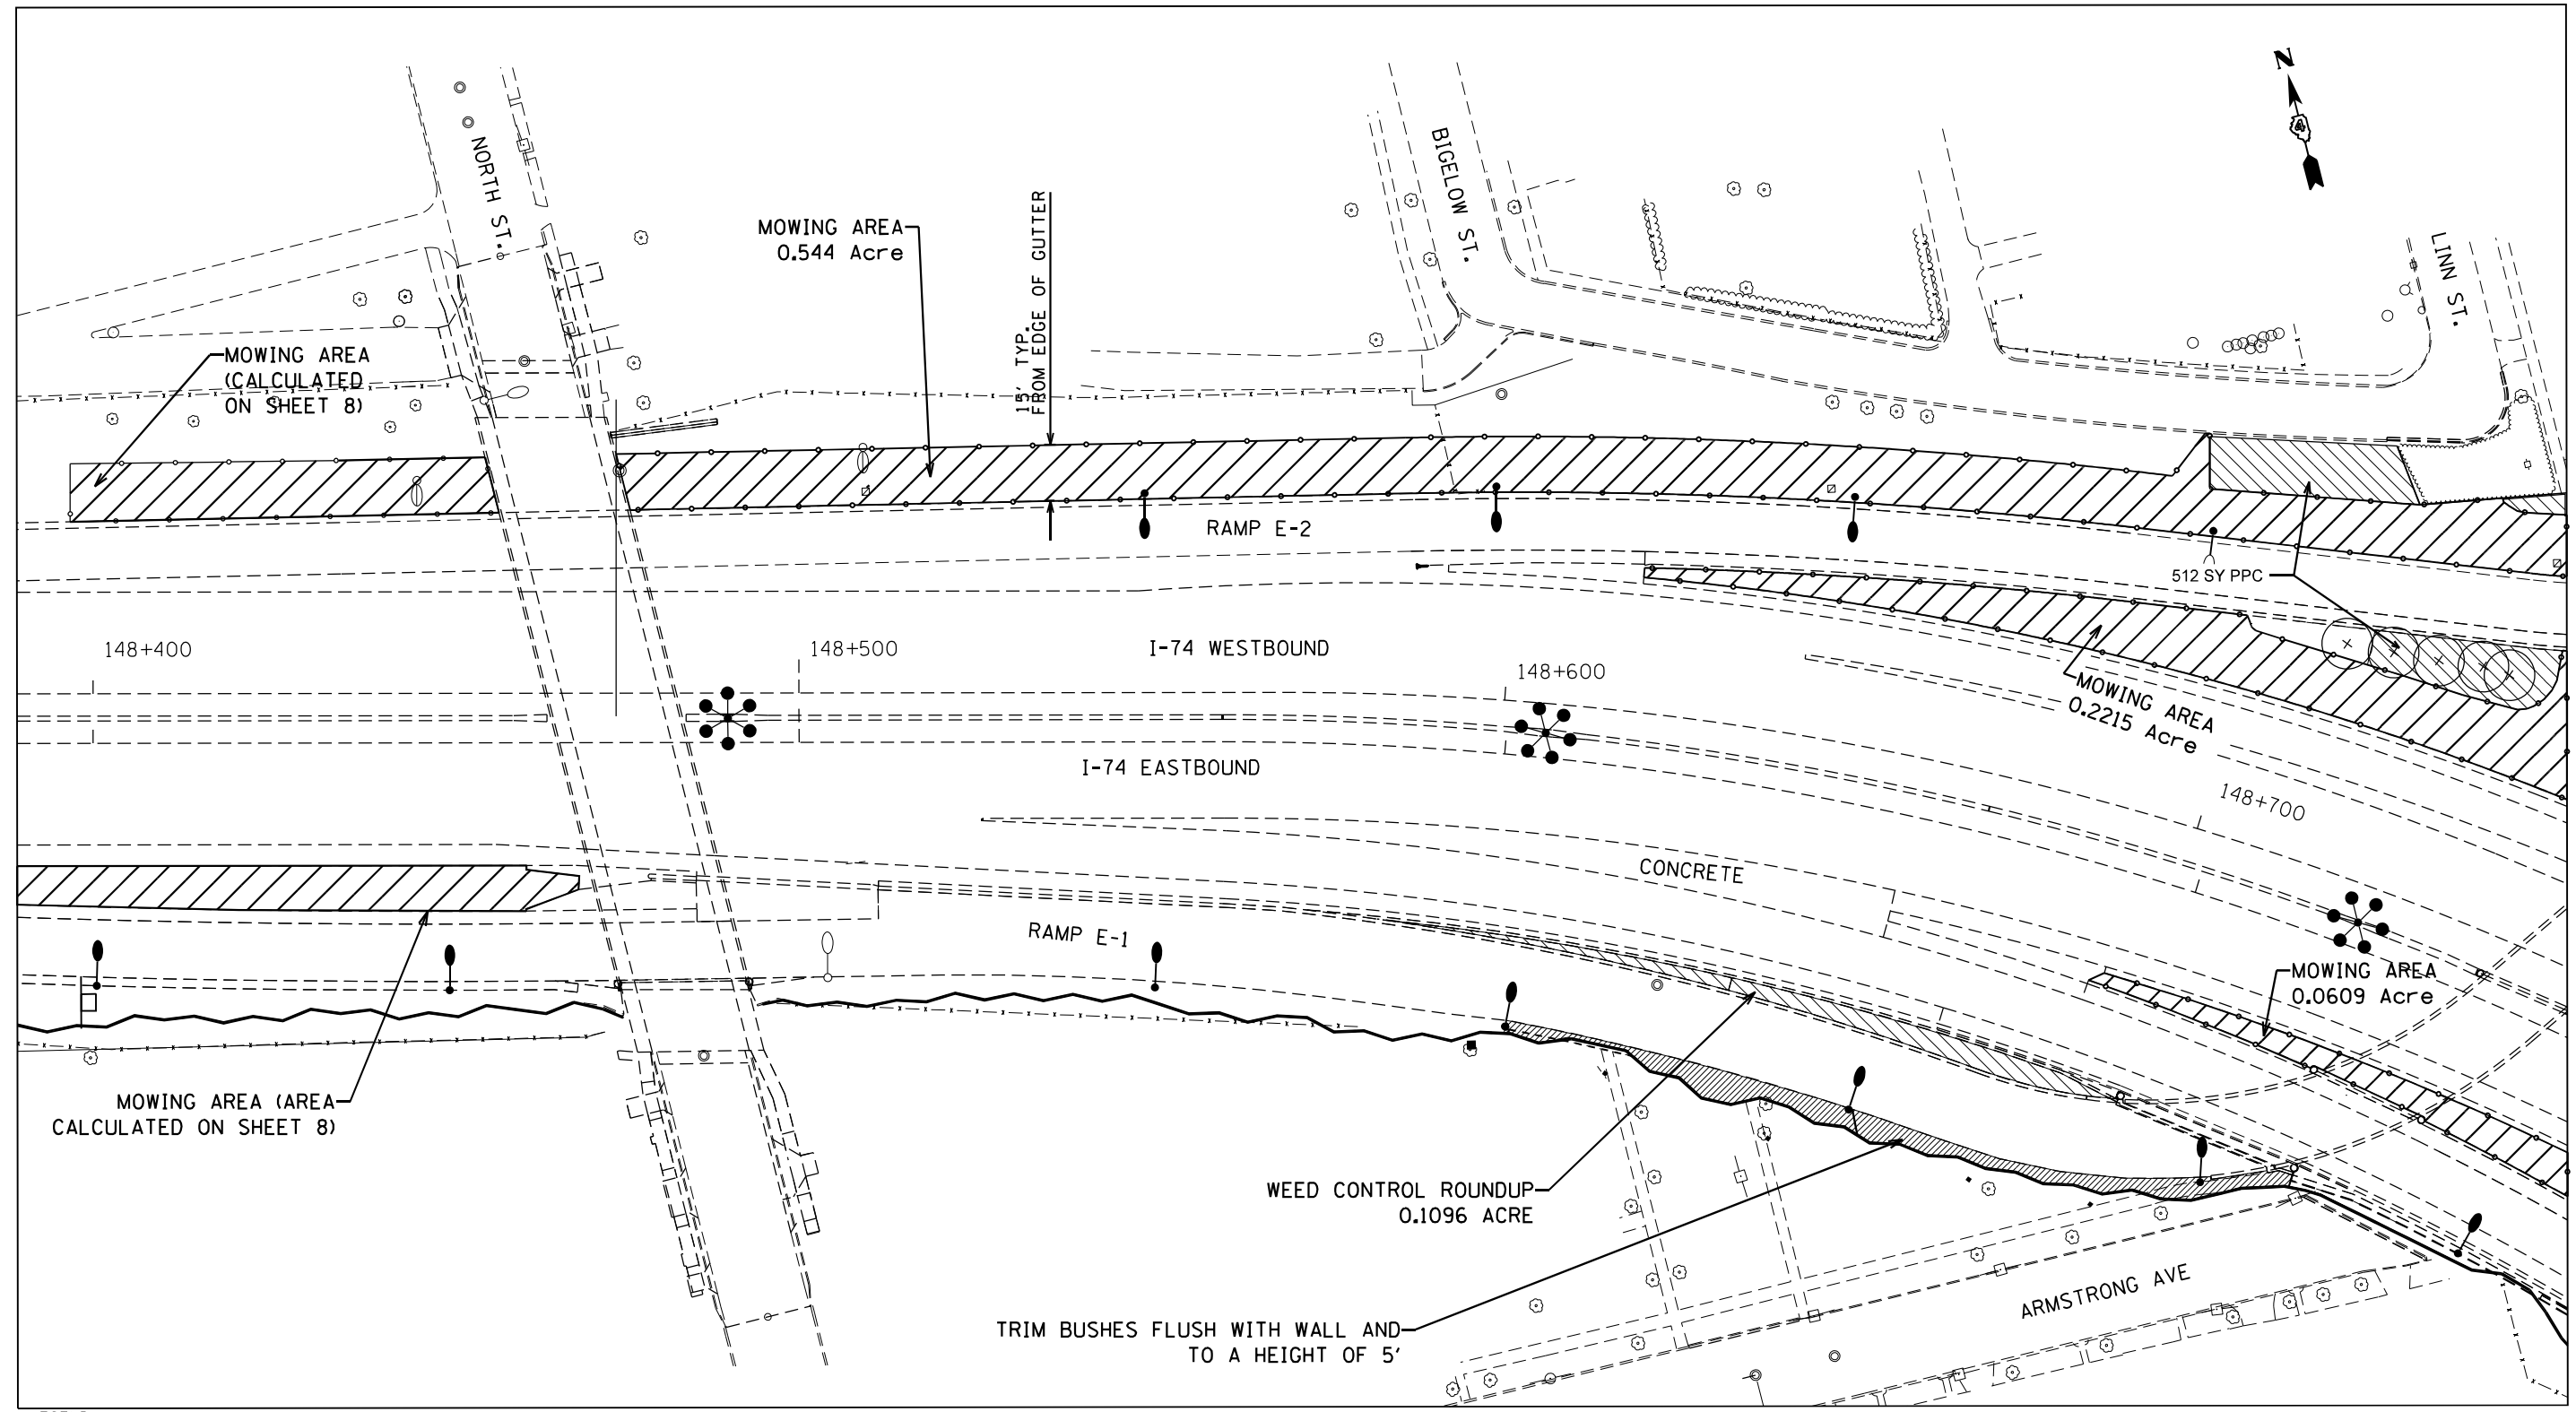 N
NORTH ST.
BIGELOW ST.
LINN ST.
MOWING AREA
0.544 Acre
15' TYP.
FROM EDGE OF GUTTER
MOWING AREA
(CALCULATED
ON SHEET 8)
RAMP E-2
512 SY PPC
148+400
148+500
I-74 WESTBOUND
148+600
MOWING AREA
0.2215 Acre
I-74 EASTBOUND
148+700
CONCRETE
RAMP E-1
MOWING AREA
0.0609 Acre
MOWING AREA (AREA
CALCULATED ON SHEET 8)
WEED CONTROL ROUNDUP
0.1096 ACRE
ARMSTRONG AVE
TRIM BUSHES FLUSH WITH WALL AND
TO A HEIGHT OF 5'